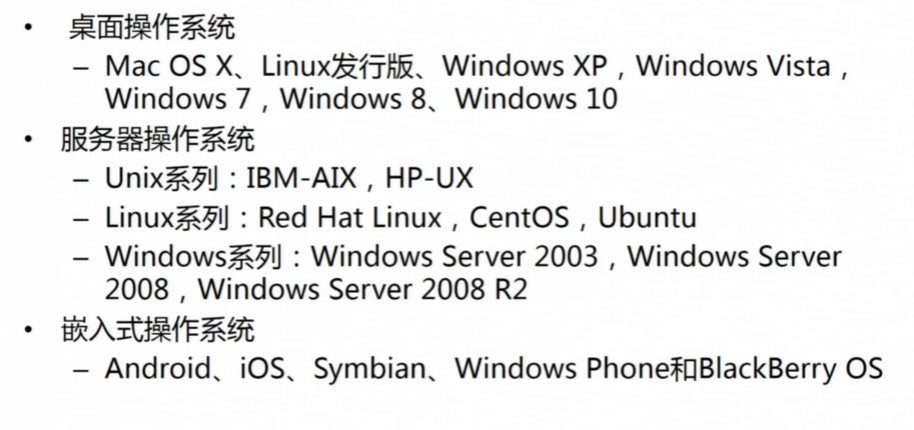 • 桌面操作系统
– Mac OS X、Linux发行版、Windows XP，Windows Vista，
Windows 7，Windows 8、Windows 10
• 服务器操作系统
– Unix系列：IBM-AIX，HP-UX
– Linux系列：Red Hat Linux，CentOS，Ubuntu
– Windows系列：Windows Server 2003，Windows Server
2008，Windows Server 2008 R2
• 嵌入式操作系统
– Android、iOS、Symbian、Windows Phone和BlackBerry OS